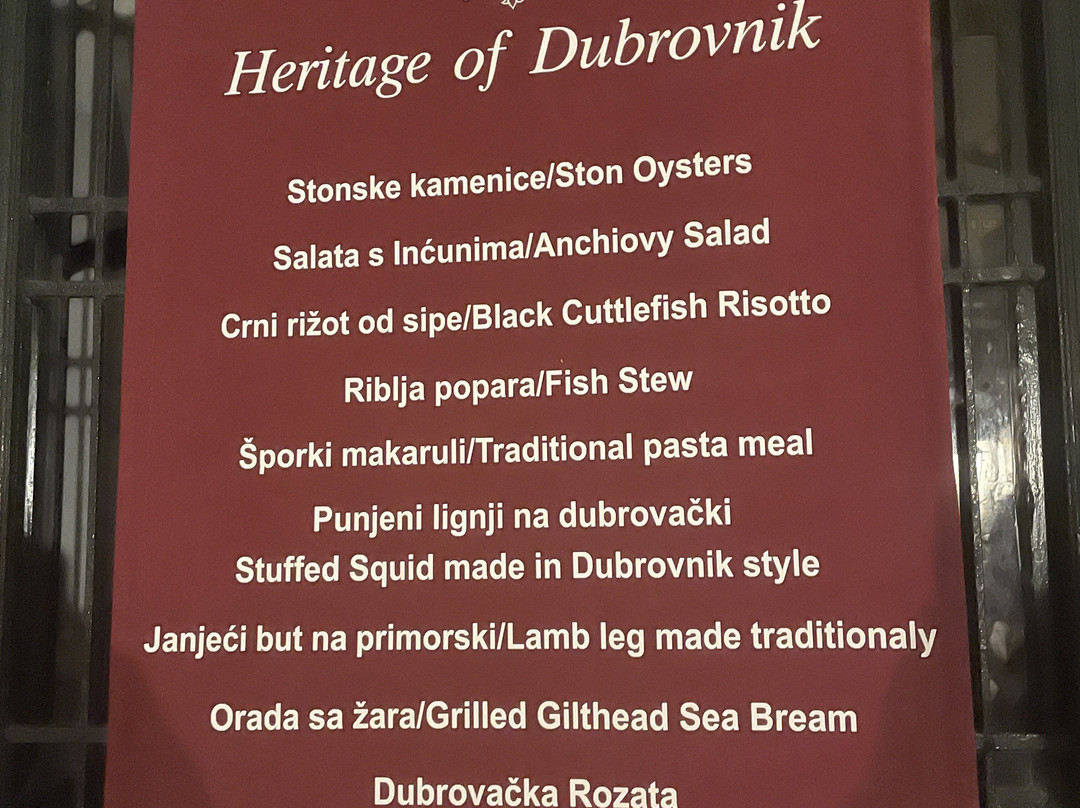 Heritage of Dubrovnik
Stonske kamenice/Ston Oysters
Salata s Inćunima/Anchiovy Salad
Crni rižot od sipe/Black Cuttlefish Risotto
Riblja popara/Fish Stew
Šporki makaruli/Traditional pasta meal
Punjeni lignji na dubrovački
Stuffed Squid made in Dubrovnik style
Janjeći but na primorski/Lamb leg made traditionaly
Orada sa žara/Grilled Gilthead Sea Bream
Dubrovačka Rozata